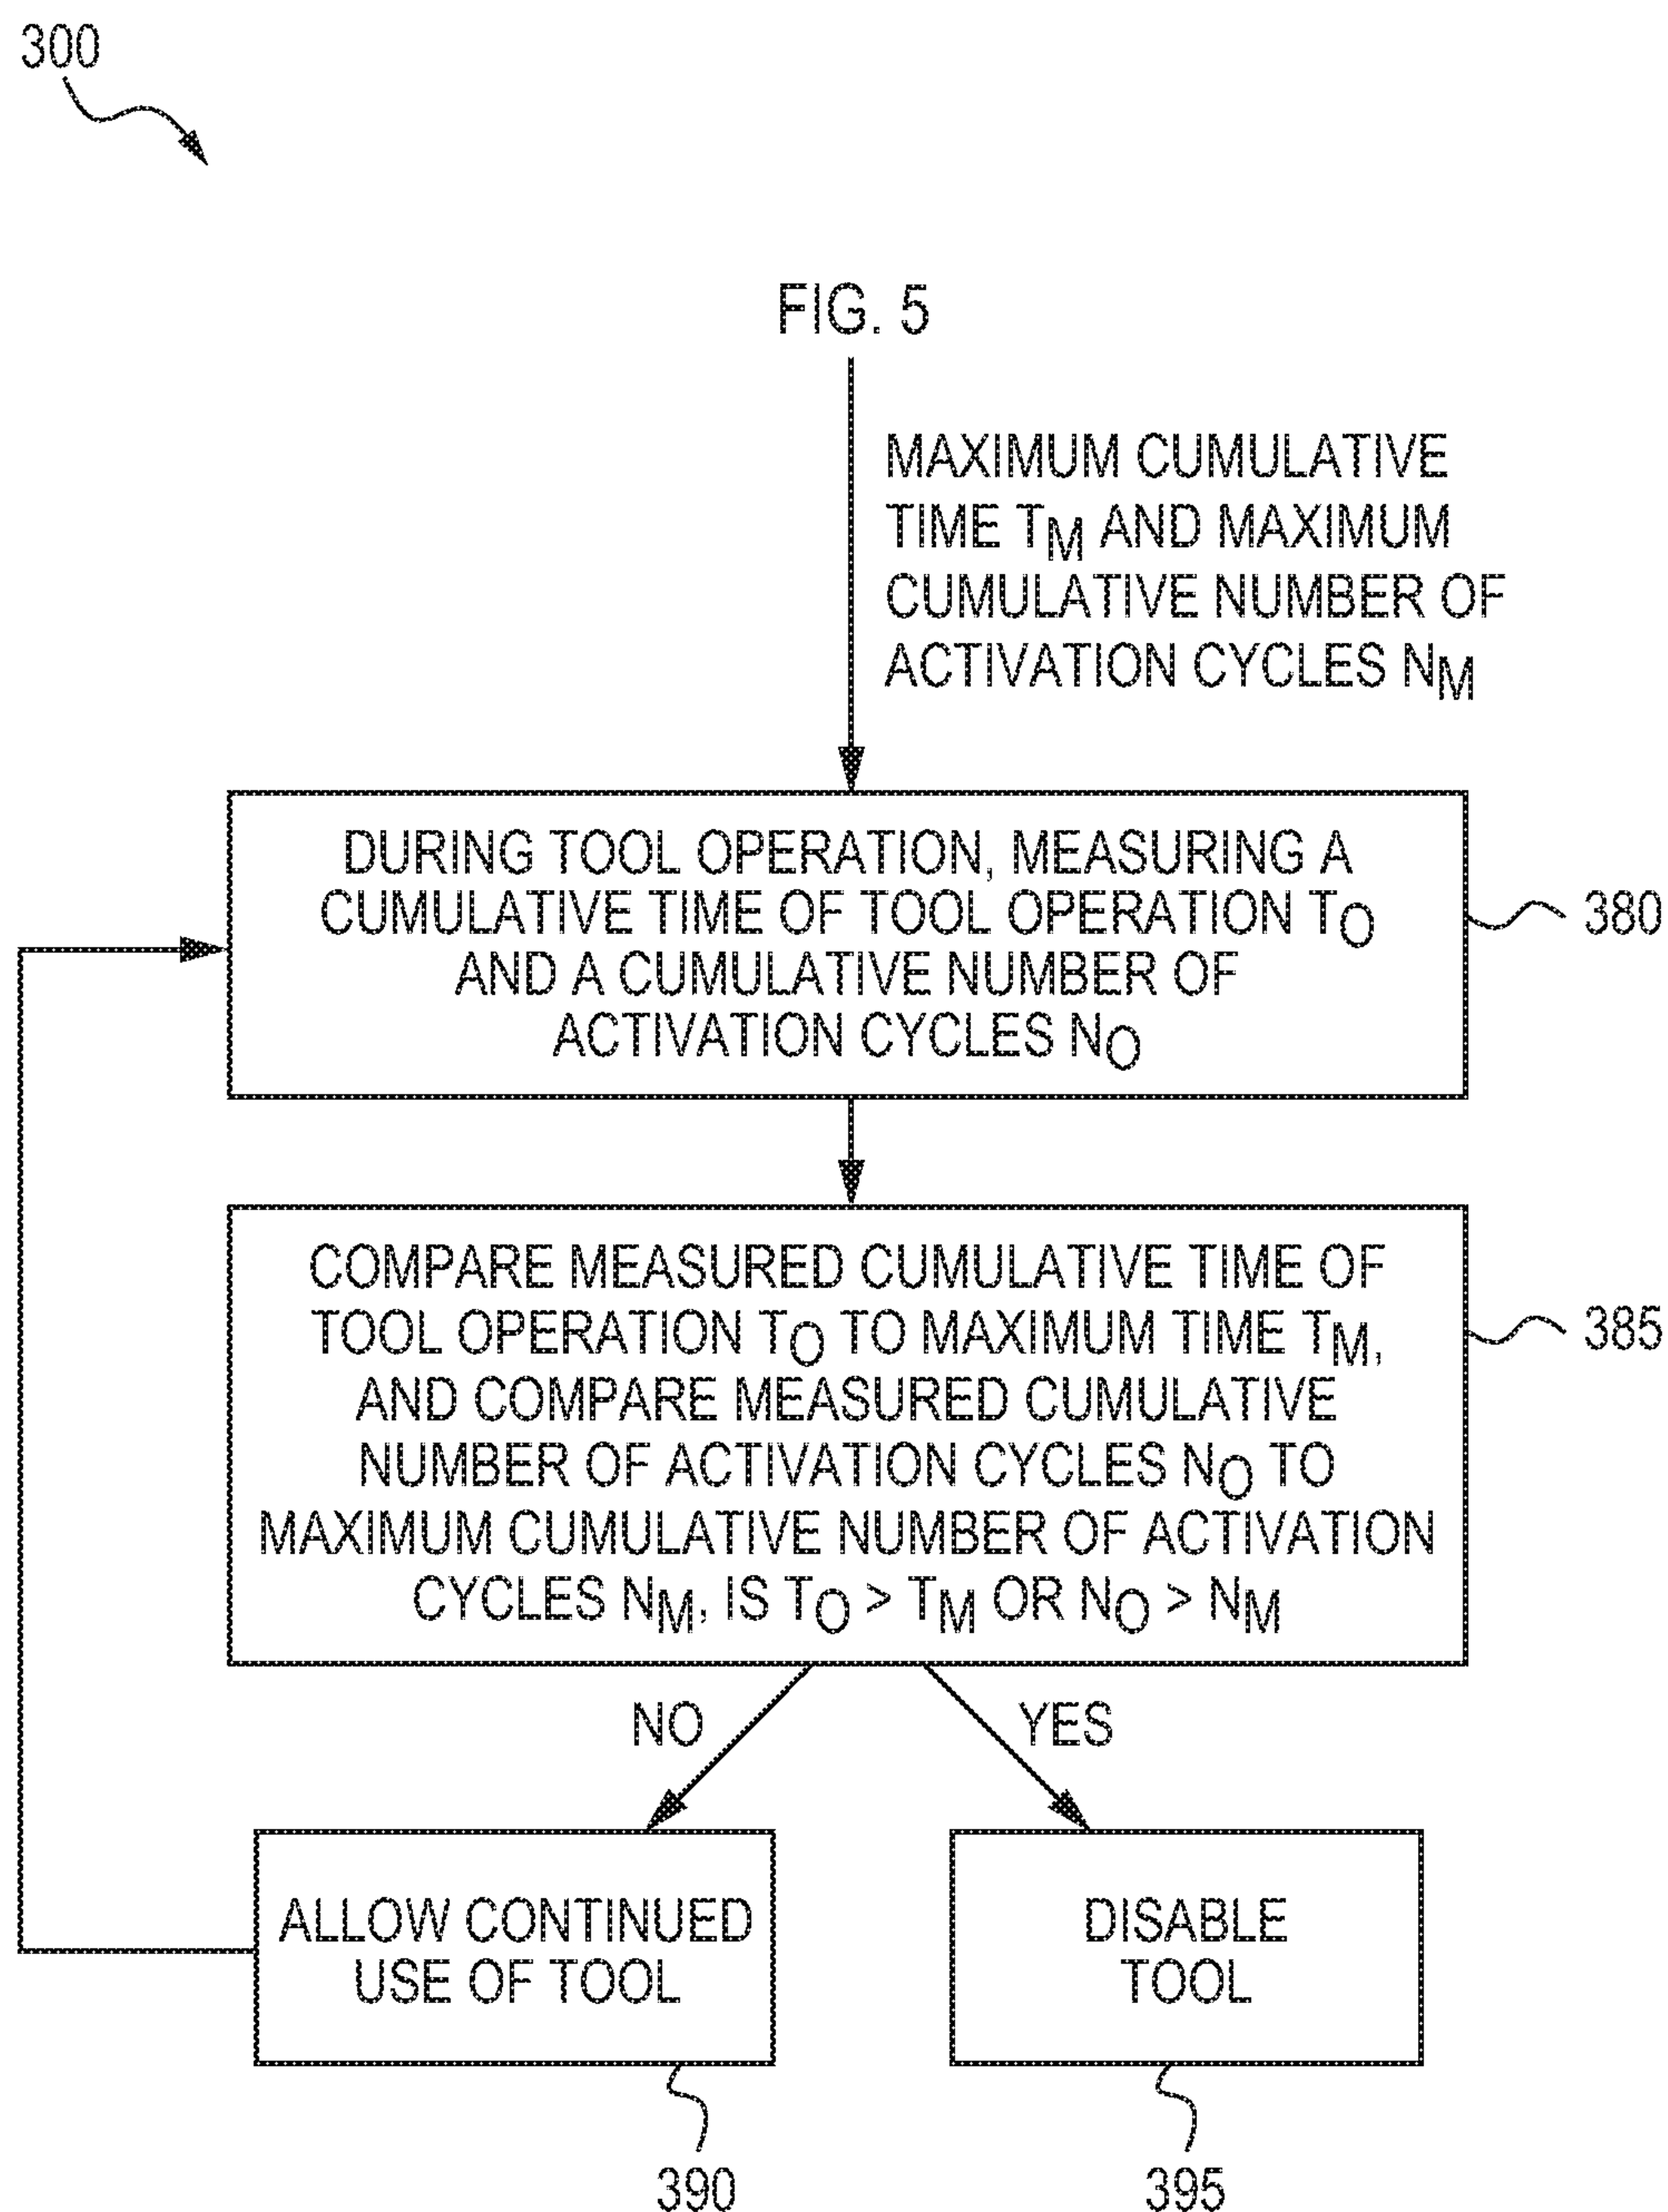 300
FIG. 5
MAXIMUM CUMULATIVE
TIME TM AND MAXIMUM
CUMULATIVE NUMBER OF
ACTIVATION CYCLES NM
DURING TOOL OPERATION, MEASURING A
CUMULATIVE TIME OF TOOL OPERATION TO
AND A CUMULATIVE NUMBER OF
ACTIVATION CYCLES NO
380
COMPARE MEASURED CUMULATIVE TIME OF
TOOL OPERATION TO TO MAXIMUM TIME TM,
AND COMPARE MEASURED CUMULATIVE
NUMBER OF ACTIVATION CYCLES NO TO
MAXIMUM CUMULATIVE NUMBER OF ACTIVATION
CYCLES NM, IS TO > TM OR NO > NM
385
NO
YES
ALLOW CONTINUED
USE OF TOOL
DISABLE
TOOL
390
395